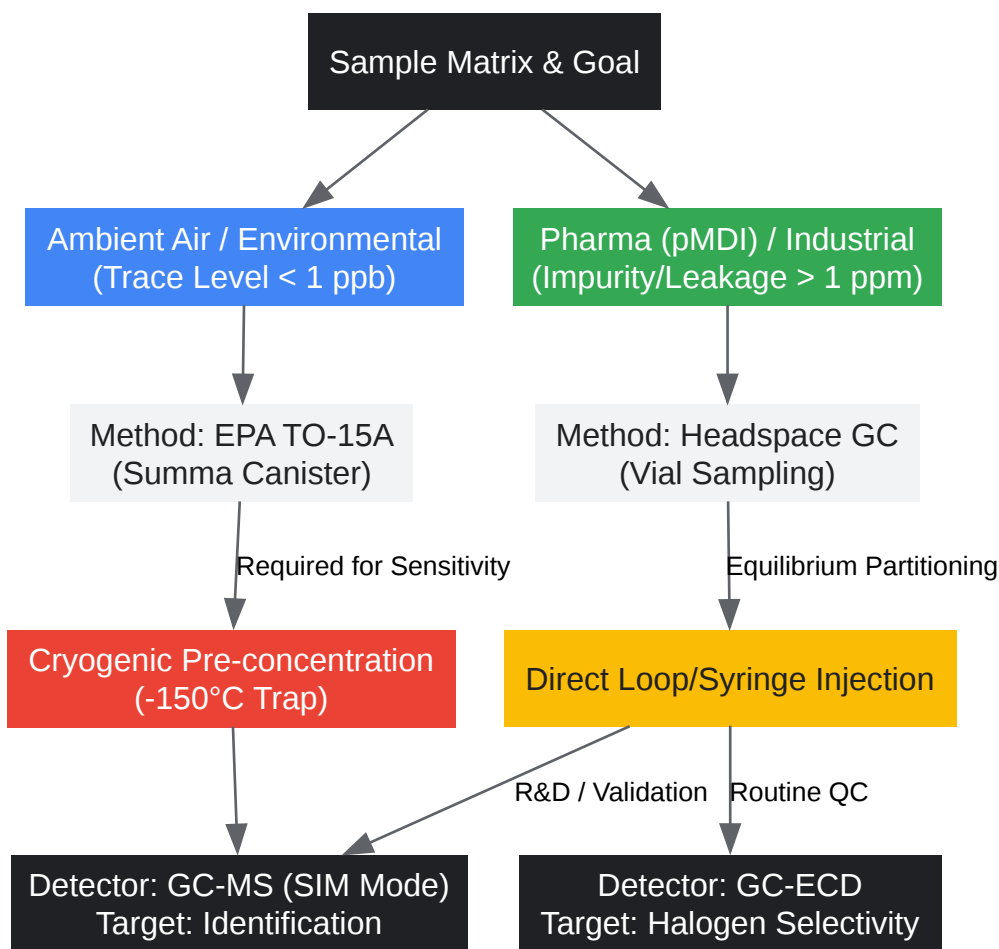 Sample Matrix & Goal
Ambient Air / Environmental
(Trace Level < 1 ppb)
Pharma (pMDI) / Industrial
(Impurity/Leakage > 1 ppm)
Method: EPA TO-15A
(Summa Canister)
Method: Headspace GC
(Vial Sampling)
Required for Sensitivity
Equilibrium Partitioning
Cryogenic Pre-concentration
(-150°C Trap)
Direct Loop/Syringe Injection
R&D / Validation
Routine QC
Detector: GC-MS (SIM Mode)
Target: Identification
Detector: GC-ECD
Target: Halogen Selectivity